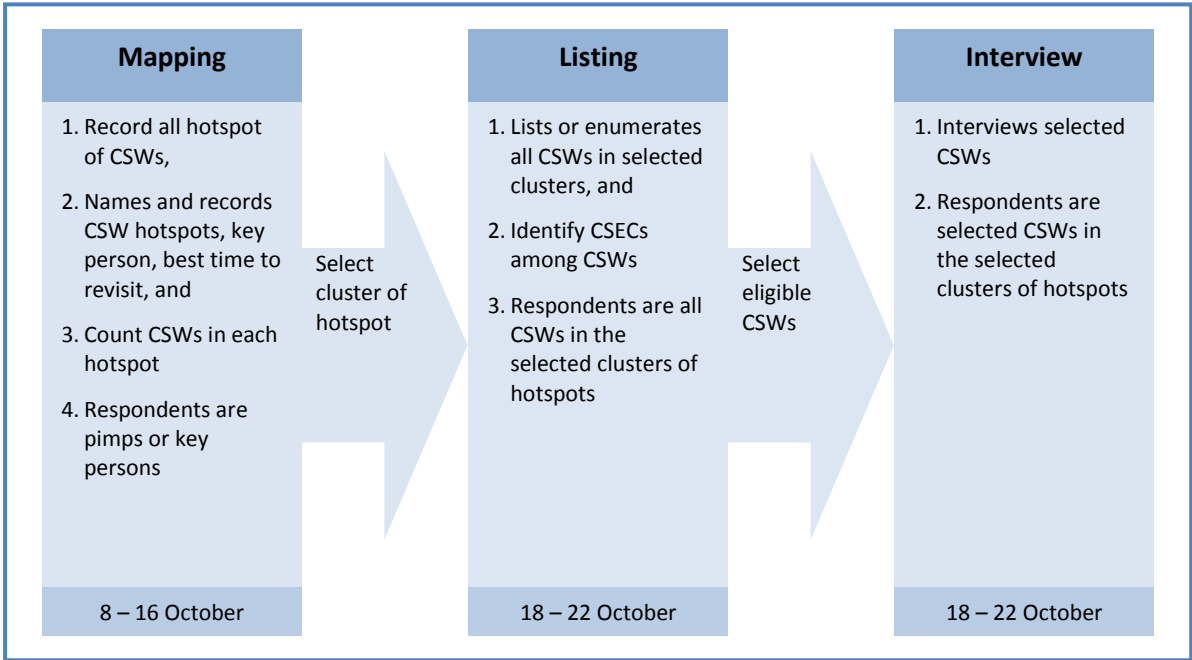 Mapping
1. Record all hotspot
of CSWs,
2. Names and records
CSW hotspots, key
person, best time to
revisit, and
3. Count CSWs in each
hotspot
4. Respondents are
pimps or key
persons
8 – 16 October
Select
cluster of
hotspot
Listing
1. Lists or enumerates
all CSWs in selected
clusters, and
2. Identify CSECs
among CSWs
3. Respondents are all
CSWs in the
selected clusters of
hotspots
18 – 22 October
Select
eligible
CSWs
Interview
1. Interviews selected
CSWs
2. Respondents are
selected CSWs in
the selected
clusters of hotspots
18 – 22 October